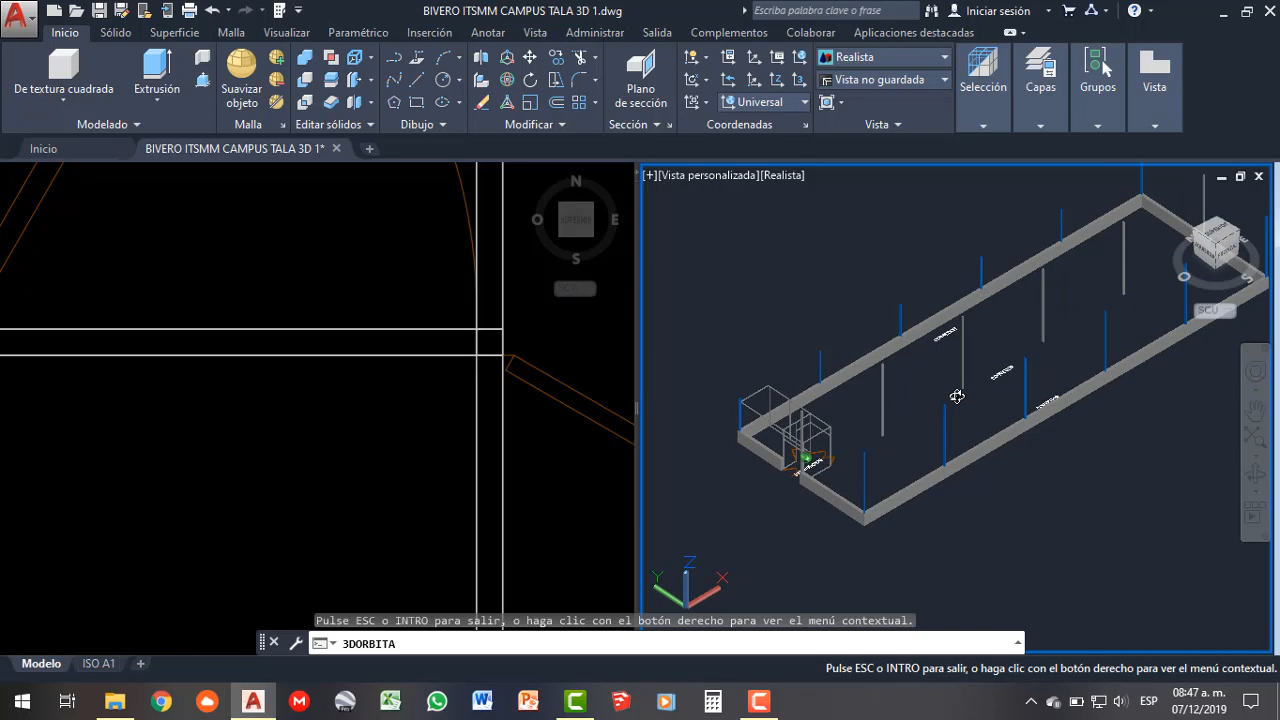 BIVERO ITSMM CAMPUS TALA 3D 1.dwg
Escriba palabra clave o frase
Iniciar sesión
Inicio
Sólido
Superficie
Malla
Visualizar
Paramétrico
Inserción
Anotar
Vista
Administrar
Salida
Complementos
Colaborar
Aplicaciones destacadas
De textura cuadrada
Extrusión
Suavizar
objeto
Plano
de sección
Realista
Vista no guardada
Universal
Selección
Capas
Grupos
Vista
Modelado
Malla
Editar sólidos
Dibujo
Modificar
Sección
Coordenadas
Vista
Inicio
BIVERO ITSMM CAMPUS TALA 3D 1*
[+][Vista personalizada][Realista]
N
O
SUPERIOR
E
S
SCU
O
S
SCU
Z
Y
X
Pulse ESC o INTRO para salir, o haga clic con el botón derecho para ver el menú contextual.
3DORBITA
Modelo
ISO A1
Pulse ESC o INTRO para salir, o haga clic con el botón derecho para ver el menú contextual.
ESP
08:47 a. m.
07/12/2019